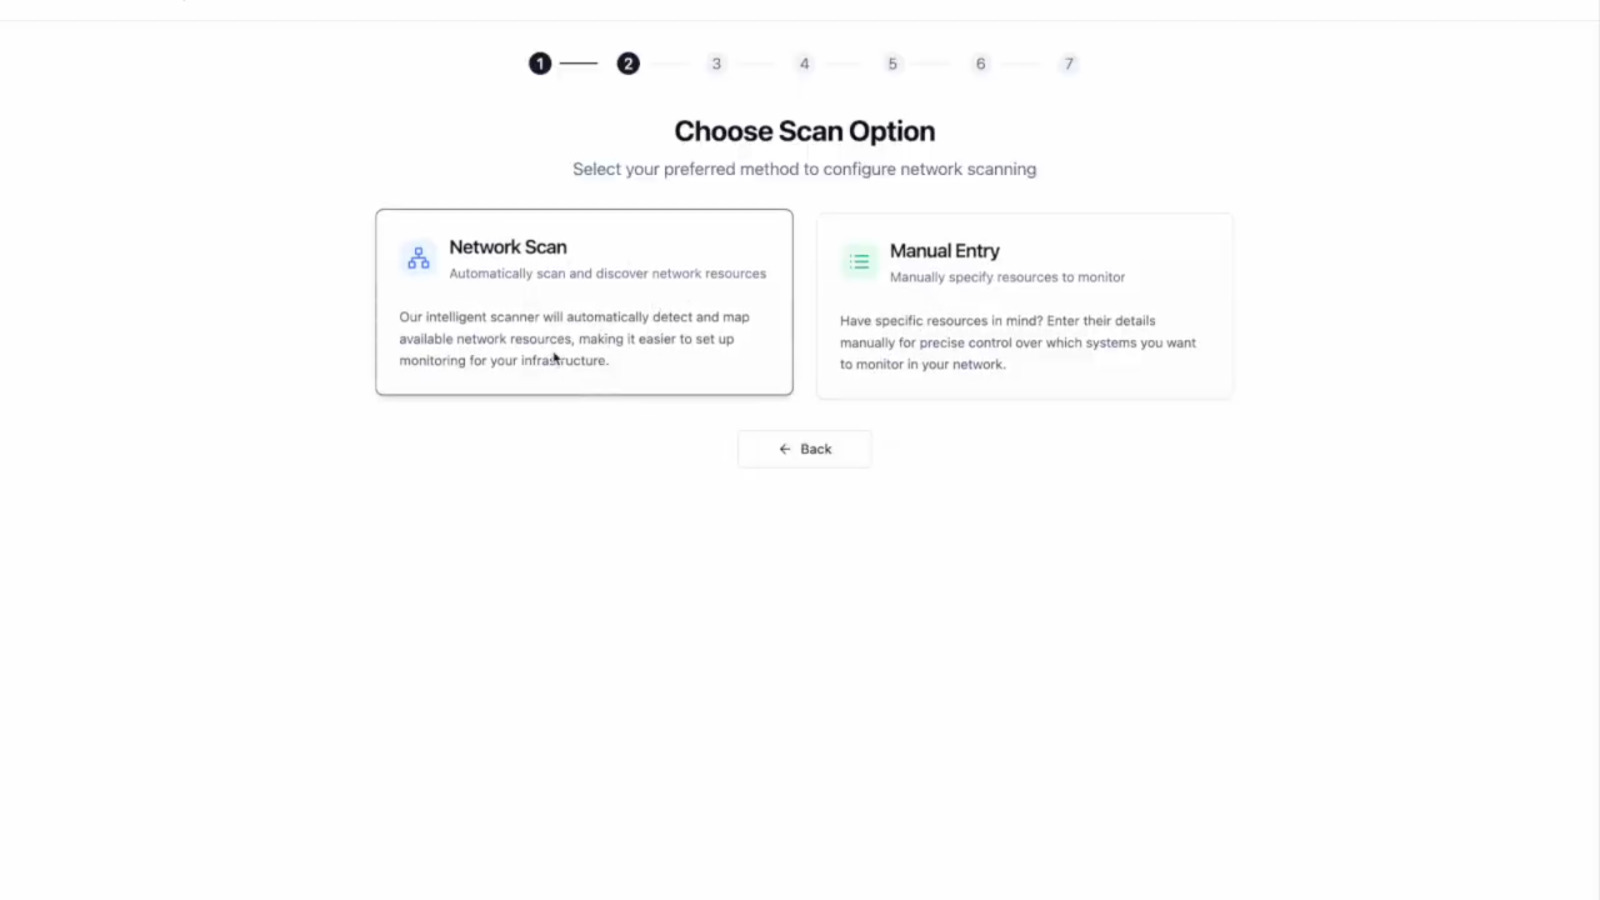 1 2 3 4 5 6 7
Choose Scan Option
Select your preferred method to configure network scanning
Network Scan
Automatically scan and discover network resources
Our intelligent scanner will automatically detect and map
available network resources, making it easier to set up
monitoring for your infrastructure.
Manual Entry
Manually specify resources to monitor
Have specific resources in mind? Enter their details
manually for precise control over which systems you want
to monitor in your network.
← Back